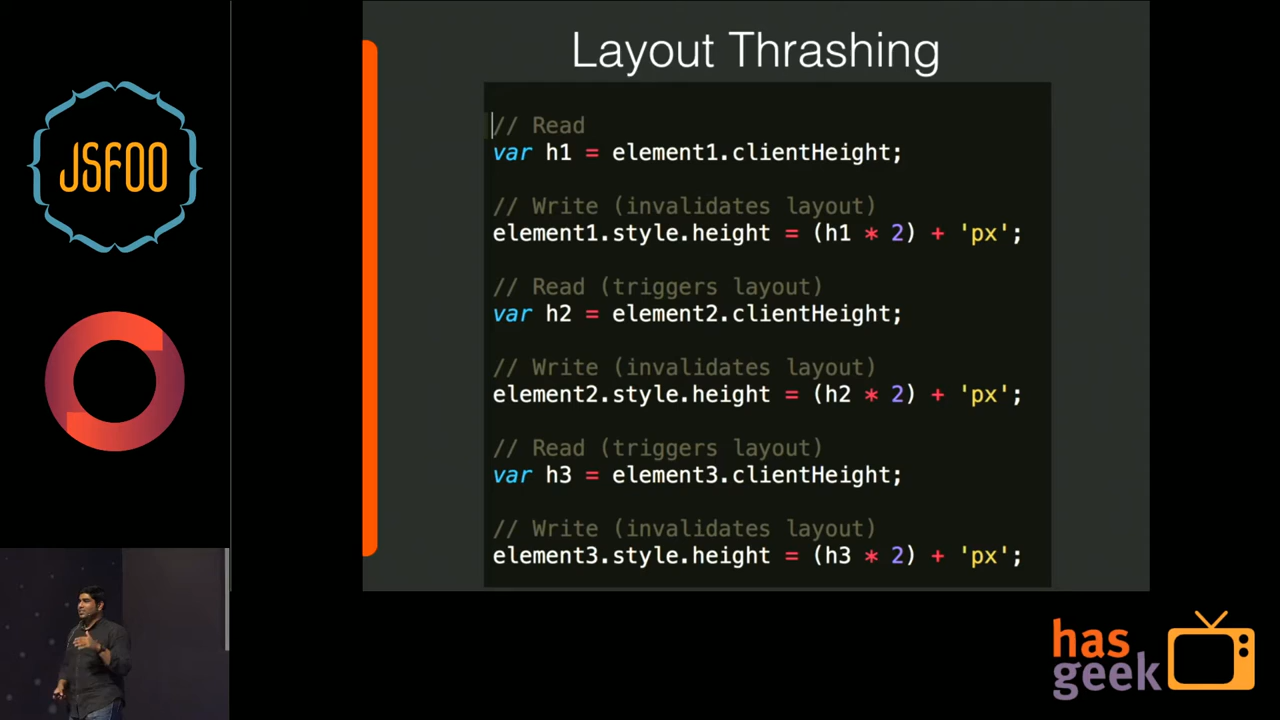 Layout Thrashing
JSFOO
// Read
var h1 = element1.clientHeight;
// Write (invalidates layout)
element1.style.height = (h1 * 2) + 'px';
// Read (triggers layout)
var h2 = element2.clientHeight;
// Write (invalidates layout)
element2.style.height = (h2 * 2) + 'px';
// Read (triggers layout)
var h3 = element3.clientHeight;
// Write (invalidates layout)
element3.style.height = (h3 * 2) + 'px';
has
geek